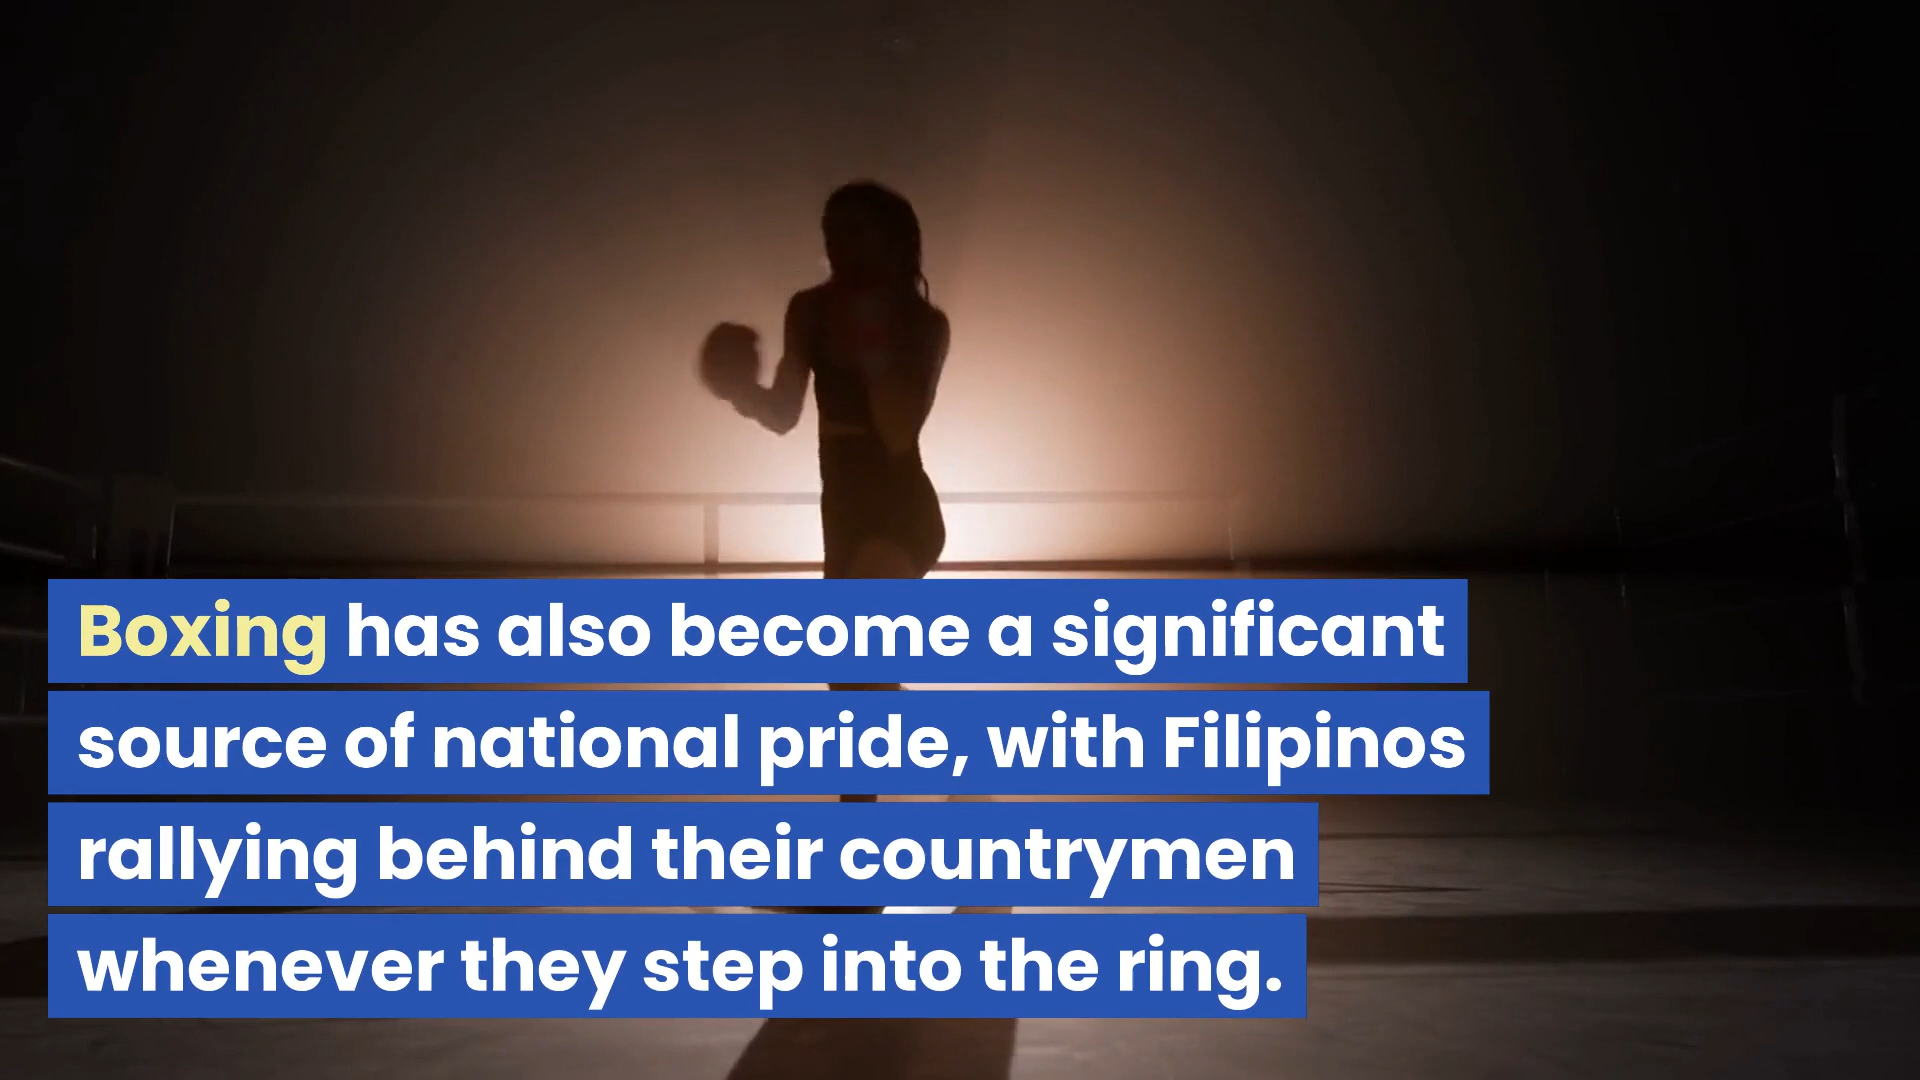 Boxing has also become a significant
source of national pride, with Filipinos
rallying behind their countrymen
whenever they step into the ring.